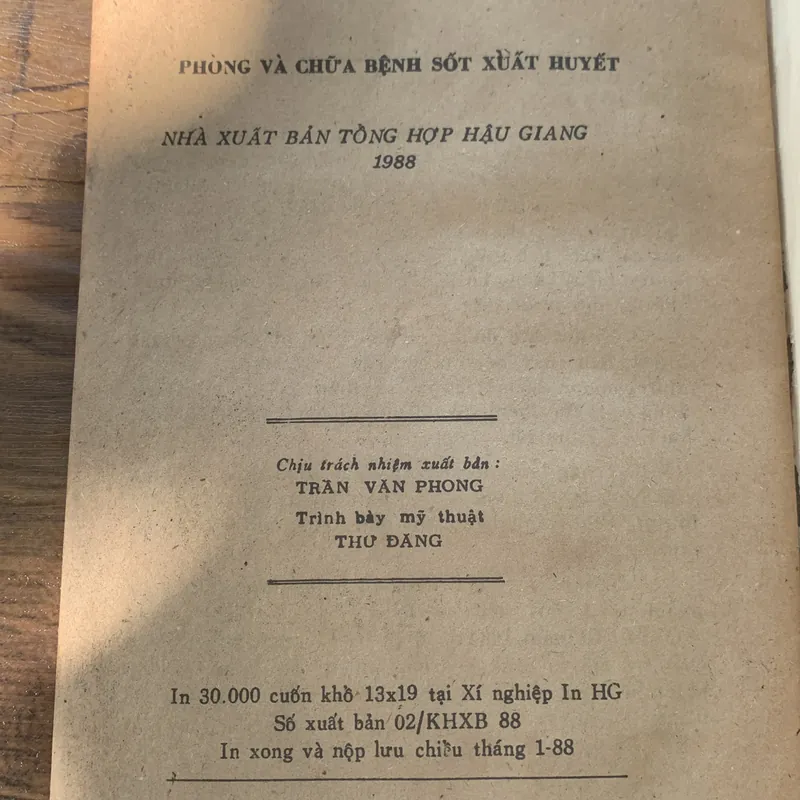 PHÒNG VÀ CHỮA BỆNH SỐT XUẤT HUYẾT
NHÀ XUẤT BẢN TỔNG HỢP HẬU GIANG
1988
Chịu trách nhiệm xuất bản :
TRẦN VĂN PHONG
Trình bày mỹ thuật
THƯ ĐĂNG
In 30.000 cuốn khổ 13x19 tại Xí nghiệp In HG
Số xuất bản 02/KHXB 88
In xong và nộp lưu chiều tháng 1-88